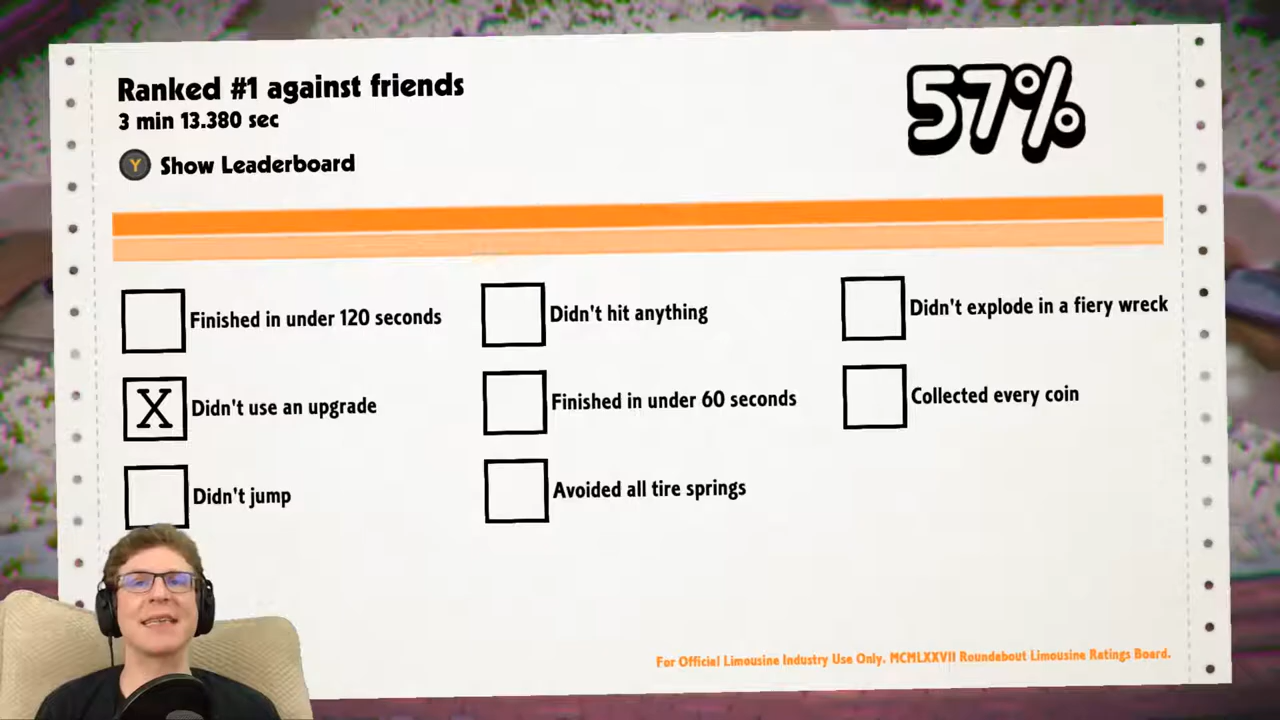 Ranked #1 against friends
3 min 13.380 sec
Y Show Leaderboard
57%
Finished in under 120 seconds
Didn't hit anything
Didn't explode in a fiery wreck
X Didn't use an upgrade
Finished in under 60 seconds
Collected every coin
Didn't jump
Avoided all tire springs
For Official Limousine Industry Use Only. MCMLXXVII Roundebout Limousine Ratings Board.